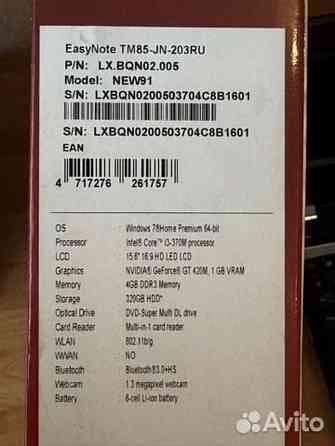 EasyNote TM85-JN-203RU
P/N: LX.BQN02.005
Model: NEW91
S/N: LXBQN0200503704C8B1601
S/N: LXBQN0200503704C8B1601
EAN
4 717276 261757
OS Windows 7®Home Premium 64-bit
Processor Intel® Core™ i3-370M processor
LCD 15.6" 16:9 HD LED LCD
Graphics NVIDIA® GeForce® GT 420M, 1 GB VRAM
Memory 4GB DDR3 Memory
Storage 320GB HDD*
Optical Drive DVD-Super Multi DL drive
Card Reader Multi-in-1 card reader
WLAN 802.11b/g
WWAN NO
Bluetooth Bluetooth®3.0+HS
Webcam 1.3 megapixel webcam
Battery 6-cell Li-ion battery
Avito